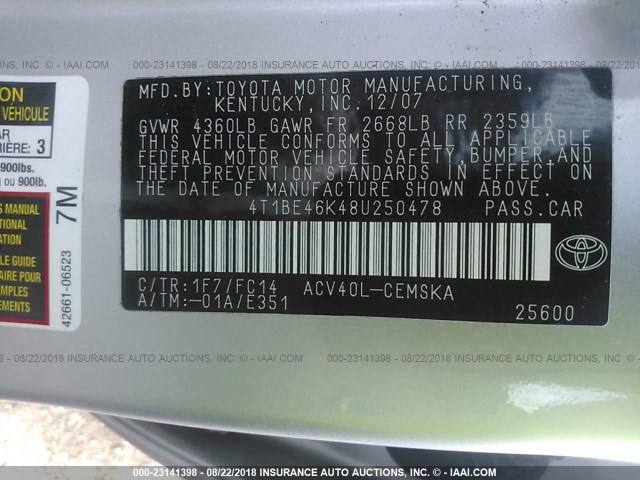 000-23141398 - 08/22/2018 INSURANCE AUTO AUCTIONS, INC. - IAAI.COM
MFD.BY:TOYOTA MOTOR MANUFACTURING,
KENTUCKY,INC.12/07
GVWR 4360LB GAWR FR 2668LB RR 2359LB
THIS VEHICLE CONFORMS TO ALL APPLICABLE
FEDERAL MOTOR VEHICLE SAFETY,BUMPER,AND
THEFT PREVENTION STANDARDS IN EFFECT ON
THE DATE OF MANUFACTURE SHOWN ABOVE.
4T1BE46K48U250478 PASS.CAR
C/TR:1F7/FC14 ACV40L-CEMSKA
A/TM:-01A/E351
25600
TOYOTA
VÉHICULE
3
900lbs.
ou 900lb.
7M
42661-06523
000-23141398 - 08/22/2018 INSURANCE AUTO AUCTIONS, INC. - IAAI.COM
000-23141398 - 08/22/2018 INSURANCE AUTO AUCTIONS, INC. - IAAI.COM